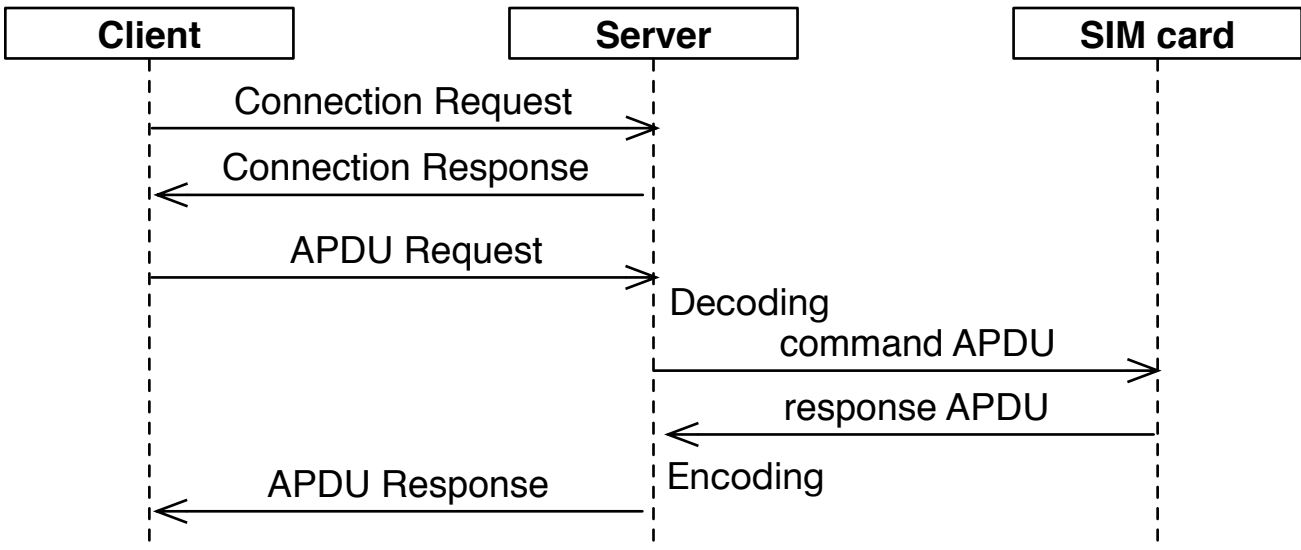 Client
Server
SIM card
Connection Request
Connection Response
APDU Request
Decoding
command APDU
response APDU
Encoding
APDU Response